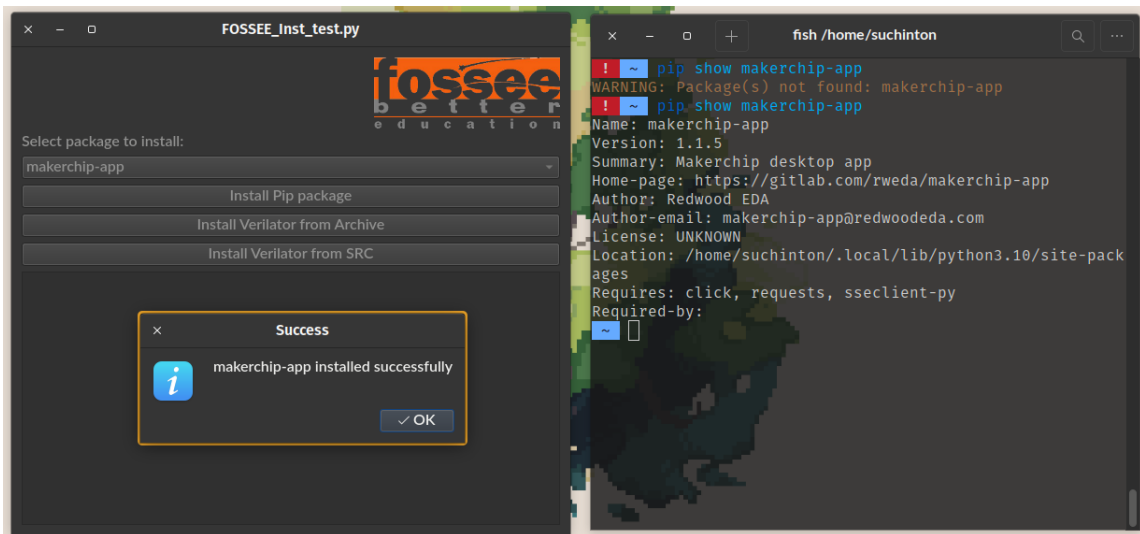 FOSSEE_Inst_test.py
fossee
better
education
Select package to install:
makerchip-app
Install Pip package
Install Verilator from Archive
Install Verilator from SRC
Success
makerchip-app installed successfully
OK
fish /home/suchinton
! ~ pip show makerchip-app
WARNING: Package(s) not found: makerchip-app
! ~ pip show makerchip-app
Name: makerchip-app
Version: 1.1.5
Summary: Makerchip desktop app
Home-page: https://gitlab.com/rweda/makerchip-app
Author: Redwood EDA
Author-email: makerchip-app@redwoodeda.com
License: UNKNOWN
Location: /home/suchinton/.local/lib/python3.10/site-pack
ages
Requires: click, requests, sseclient-py
Required-by:
~